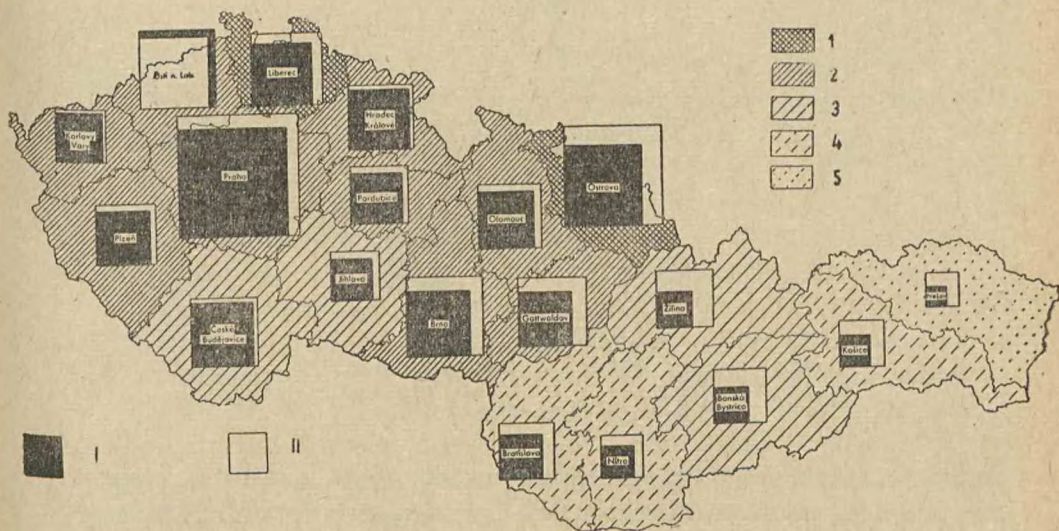 1
2
3
4
5
Ústí n. Lab.
Liberec
Karlovy
Vary
Hradec
Králové
Praha
Pardubice
Ostrava
Olomouc
Plzeň
Jihlava
České
Budějovice
Brno
Gottwaldov
Žilina
Prešov
Košice
Banská
Bystrica
Bratislava
Nitra
I
II